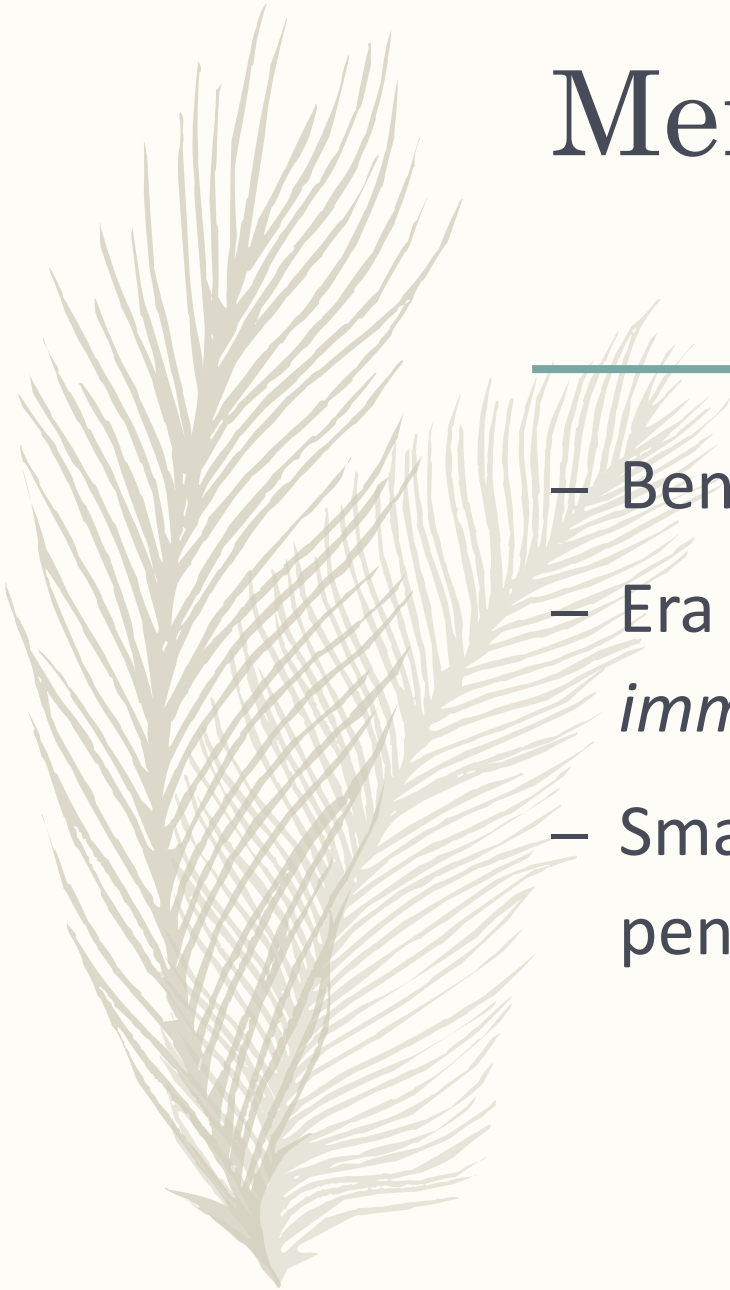 Me
– Ben
– Era
imm
– Sma
pen